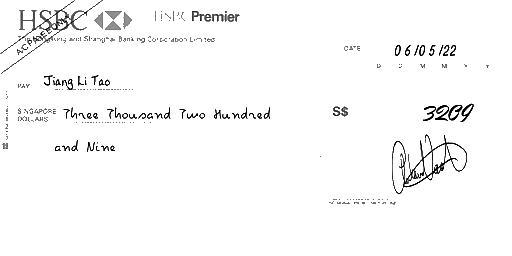 HSBC HSBC Premier
A/C PAYEE ONLY
The Hongkong and Shanghai Banking Corporation Limited
DATE 06/05/22
D D M M Y Y
PAY Jiang Li Tao
SINGAPORE DOLLARS Three Thousand Two Hundred
and Nine
S$ 3209